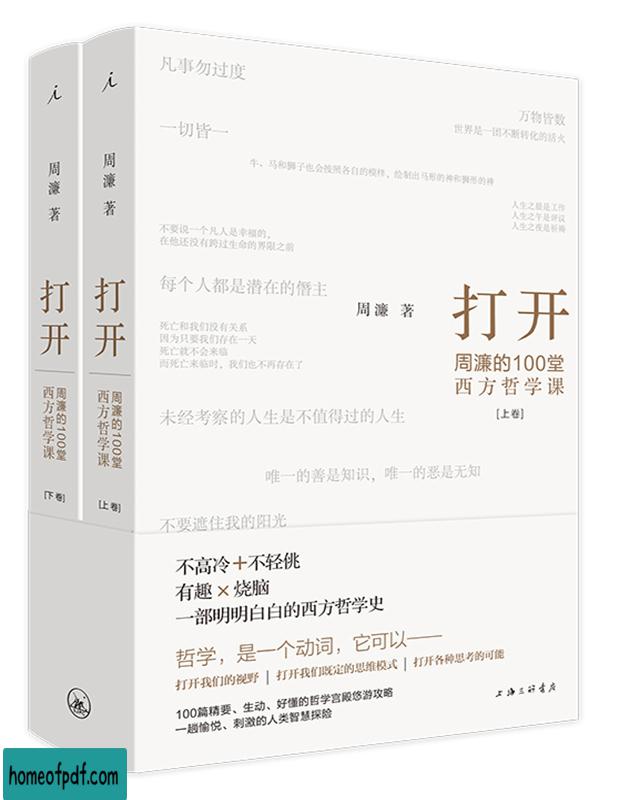 凡事勿过度
万物皆数
世界是一团不断转化的活火
一切皆一
牛、马和狮子也会按照各自的模样，绘制出马形的神和狮形的神
人生之晨是工作
人生之午是评议
人生之夜是祈祷
不要说一个凡人是幸福的，
在他还没有跨过生命的界限之前
每个人都是潜在的僭主
周濂 著
打开
周濂的100堂
西方哲学课
[上卷]
死亡和我们没有关系
因为只要我们存在一天
死亡就不会来临
而死亡来临时，我们也不再存在了
未经考察的人生是不值得过的人生
唯一的善是知识，唯一的恶是无知
不要遮住我的阳光
不高冷＋不轻佻
有趣×烧脑
一部明明白白的西方哲学史
哲学，是一个动词，它可以——
打开我们的视野 | 打开我们既定的思维模式 | 打开各种思考的可能
100篇精要、生动、好懂的哲学宫殿悠游攻略
一趟愉悦、刺激的人类智慧探险
上海三联书店
周濂 著
打开
周濂的100堂
西方哲学课
[下卷]
周濂 著
打开
周濂的100堂
西方哲学课
[上卷]
homeofpdf.com